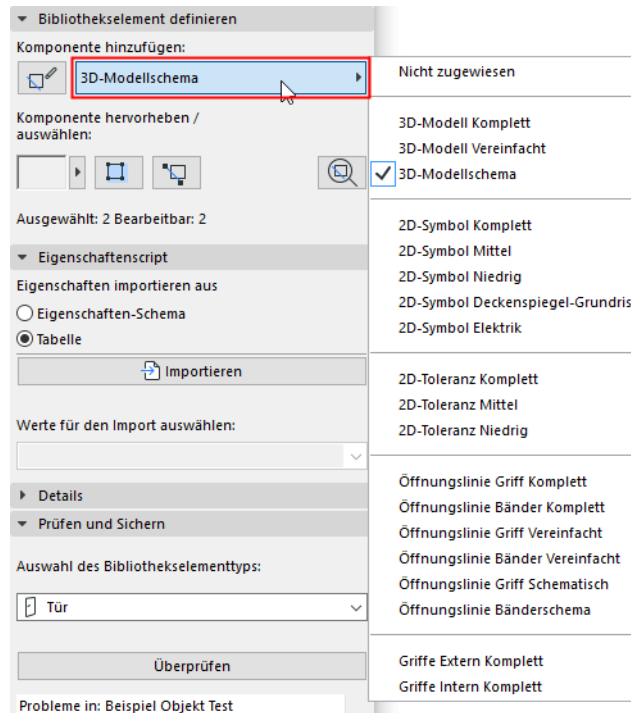 Bibliothekselement definieren
Komponente hinzufügen:
3D-Modellschema
Komponente hervorheben /
auswählen:
Ausgewählt: 2 Bearbeitbar: 2
Eigenschaftenscript
Eigenschaften importieren aus
Eigenschaften-Schema
Tabelle
Importieren
Werte für den Import auswählen:
Details
Prüfen und Sichern
Auswahl des Bibliothekselementtyps:
Tür
Überprüfen
Probleme in: Beispiel Objekt Test
Nicht zugewiesen
3D-Modell Komplett
3D-Modell Vereinfacht
3D-Modellschema
2D-Symbol Komplett
2D-Symbol Mittel
2D-Symbol Niedrig
2D-Symbol Deckenspiegel-Grundris
2D-Symbol Elektrik
2D-Toleranz Komplett
2D-Toleranz Mittel
2D-Toleranz Niedrig
Öffnungslinie Griff Komplett
Öffnungslinie Bänder Komplett
Öffnungslinie Griff Vereinfacht
Öffnungslinie Bänder Vereinfacht
Öffnungslinie Griff Schematisch
Öffnungslinie Bänderschema
Griffe Extern Komplett
Griffe Intern Komplett